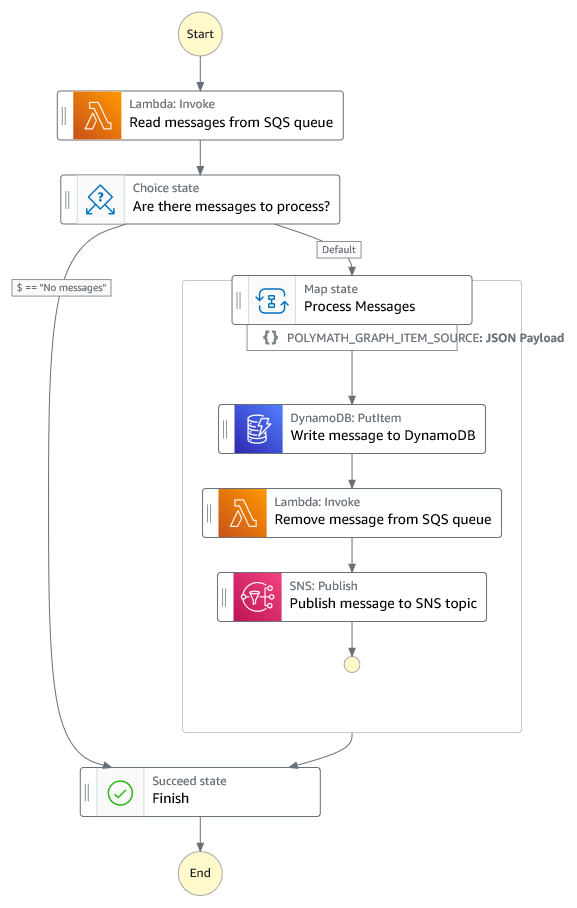 Start
Lambda: Invoke
Read messages from SQS queue
Choice state
Are there messages to process?
Default
$ == "No messages"
Map state
Process Messages
{} POLYMATH_GRAPH_ITEM_SOURCE: JSON Payload
DynamoDB: PutItem
Write message to DynamoDB
Lambda: Invoke
Remove message from SQS queue
SNS: Publish
Publish message to SNS topic
Succeed state
Finish
End